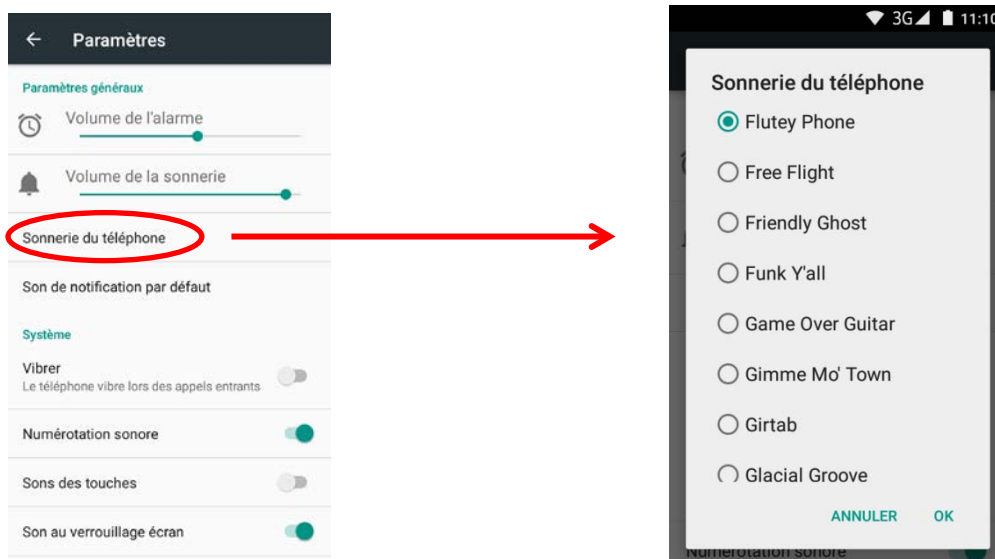 Paramètres
Paramètres généraux
Volume de l'alarme
Volume de la sonnerie
Sonnerie du téléphone
Son de notification par défaut
Système
Vibrer
Le téléphone vibre lors des appels entrants
Numérotation sonore
Sons des touches
Son au verrouillage écran
3G 11:10
Sonnerie du téléphone
Flutey Phone
Free Flight
Friendly Ghost
Funk Y'all
Game Over Guitar
Gimme Mo' Town
Girtab
Glacial Groove
ANNULER OK
Numérotation sonore